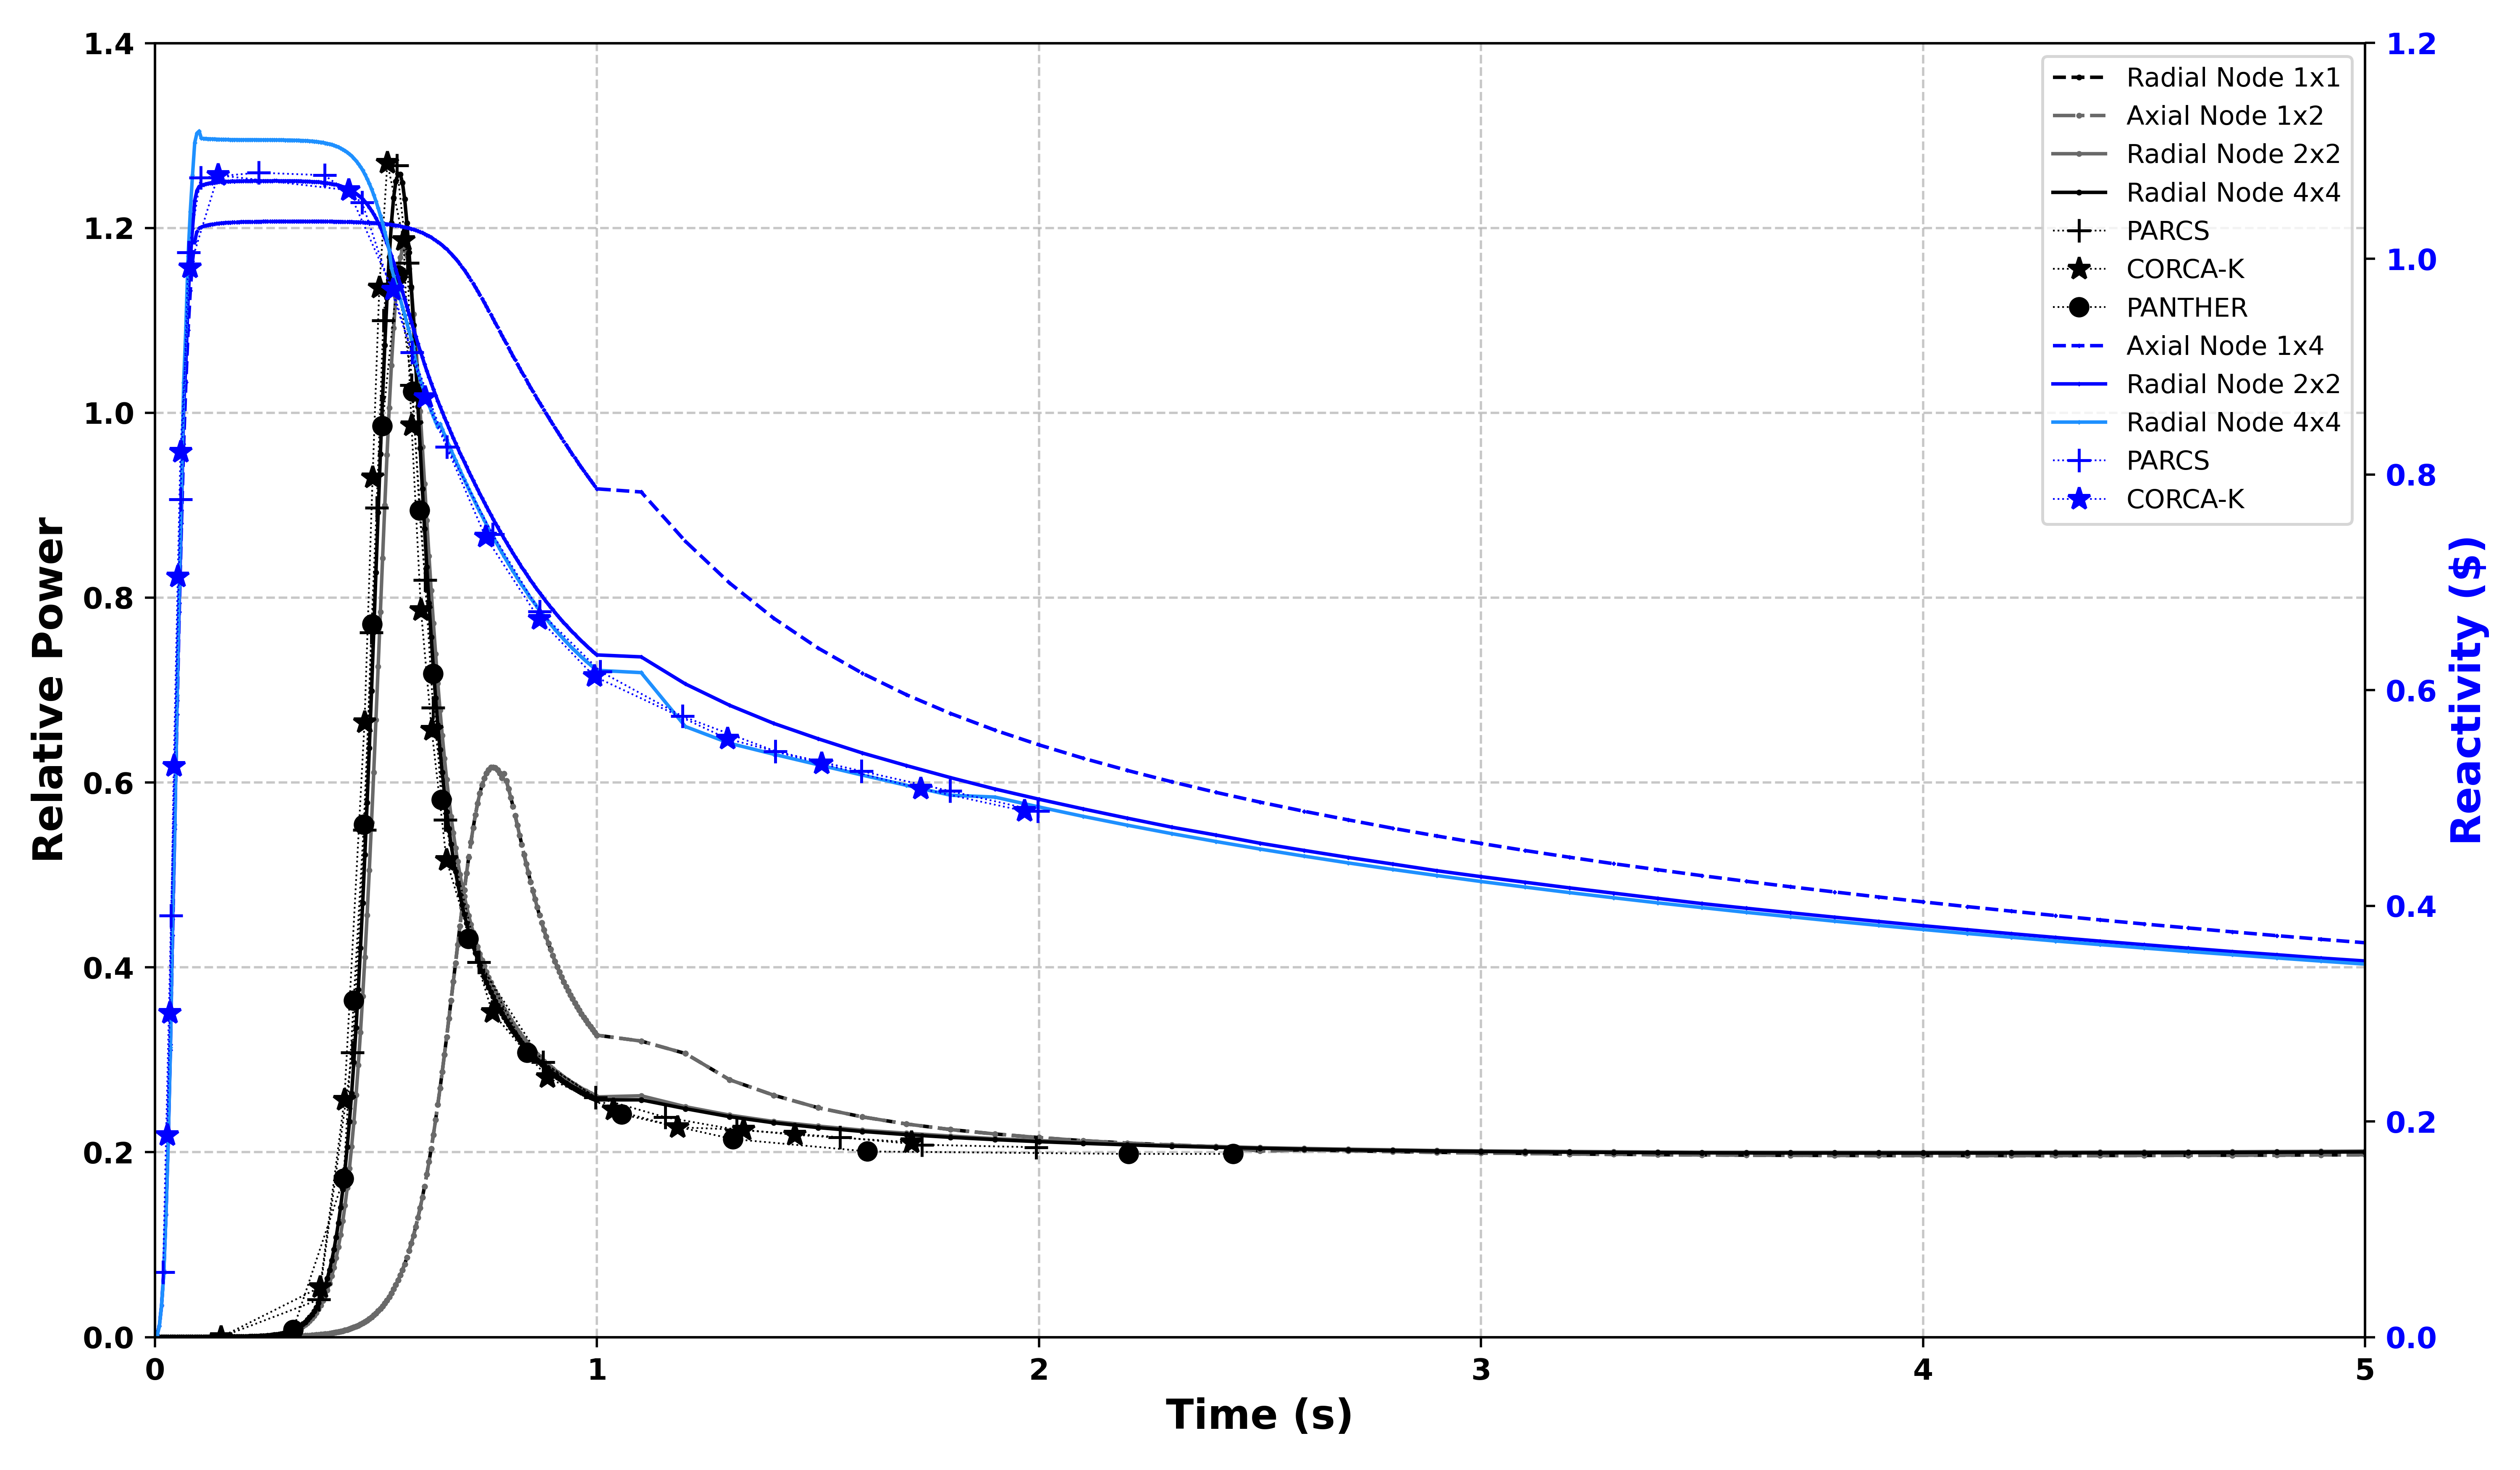 1.4
1.2
1.0
0.8
0.6
0.4
0.2
0.0
Relative Power
0
1
2
3
4
5
Time (s)
1.2
1.0
0.8
0.6
0.4
0.2
0.0
Reactivity ($)
Radial Node 1x1
Axial Node 1x2
Radial Node 2x2
Radial Node 4x4
PARCS
CORCA-K
PANTHER
Axial Node 1x4
Radial Node 2x2
Radial Node 4x4
PARCS
CORCA-K